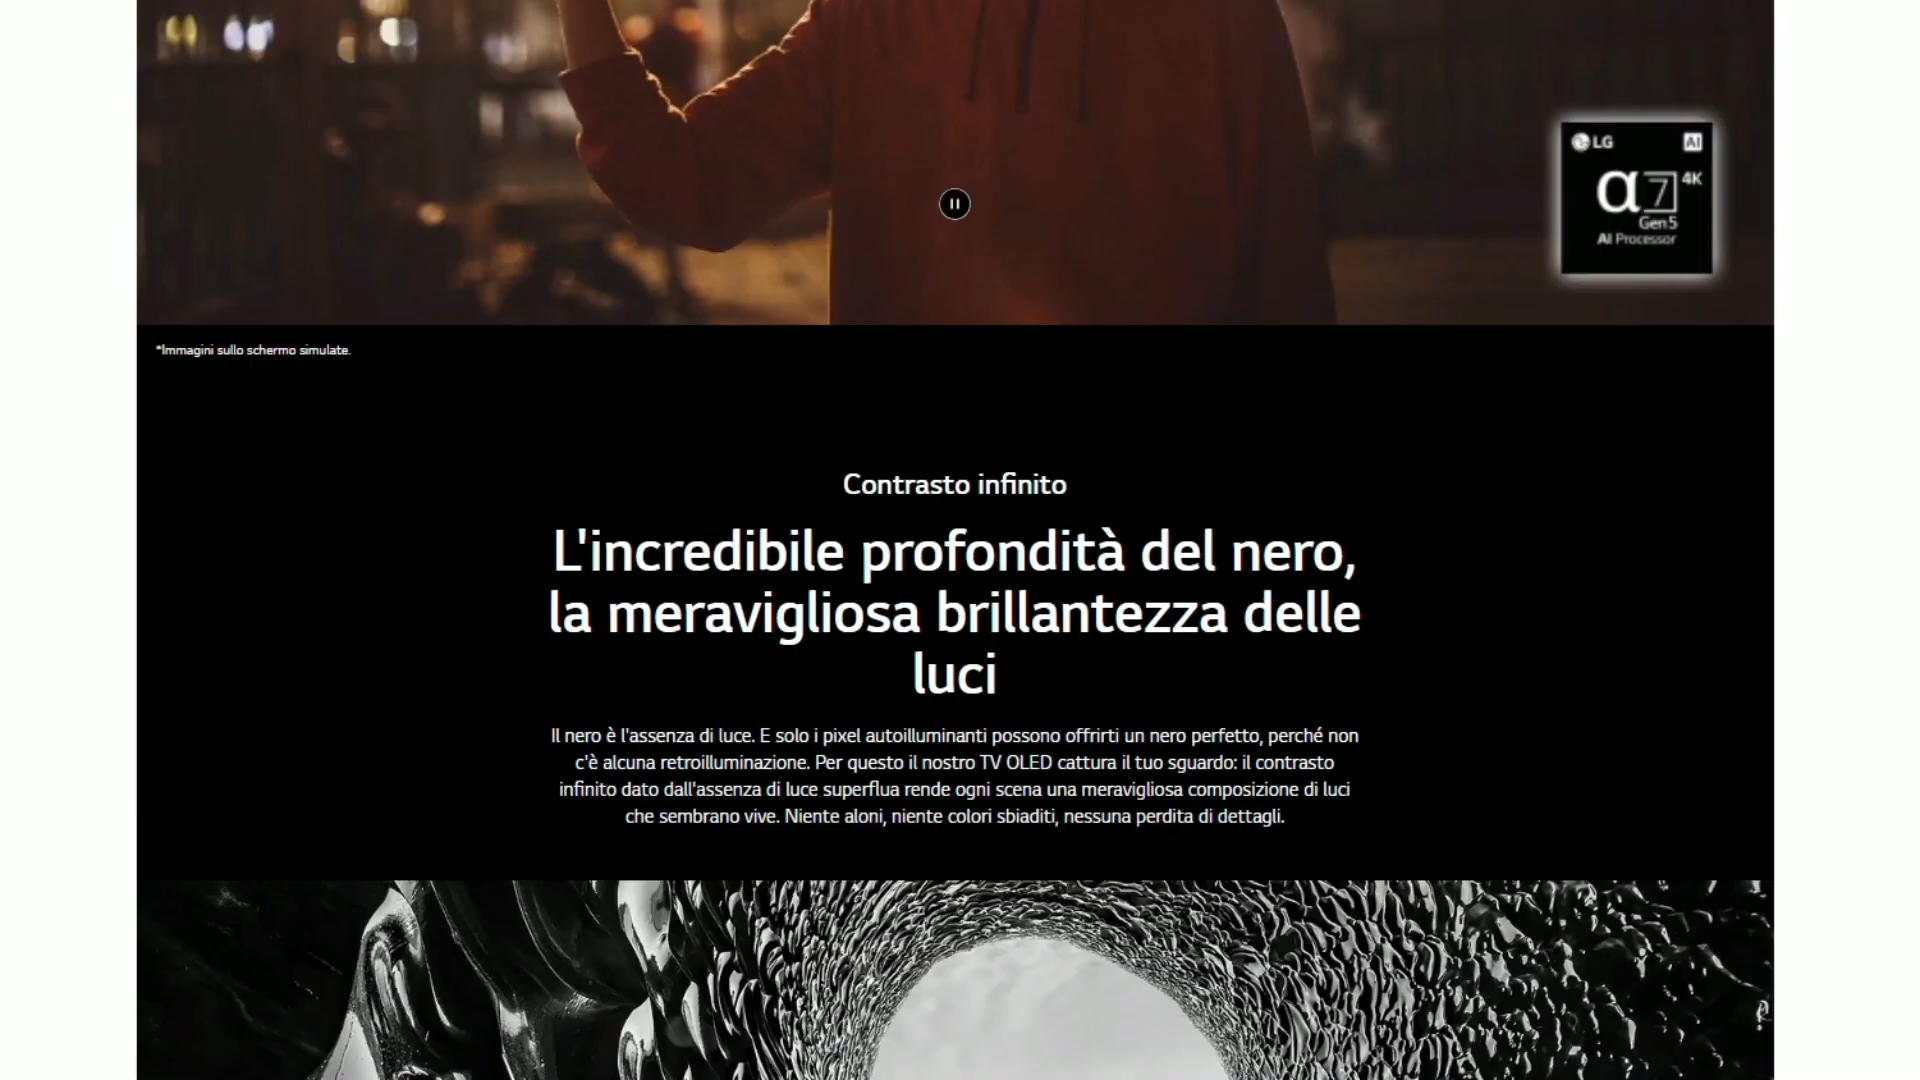 LG AI
α7 4K
Gen5
AI Processor
*Immagini sullo schermo simulate.
Contrasto infinito
L'incredibile profondità del nero,
la meravigliosa brillantezza delle
luci
Il nero è l'assenza di luce. E solo i pixel autoilluminanti possono offrirti un nero perfetto, perché non
c'è alcuna retroilluminazione. Per questo il nostro TV OLED cattura il tuo sguardo: il contrasto
infinito dato dall'assenza di luce superflua rende ogni scena una meravigliosa composizione di luci
che sembrano vive. Niente aloni, niente colori sbiaditi, nessuna perdita di dettagli.